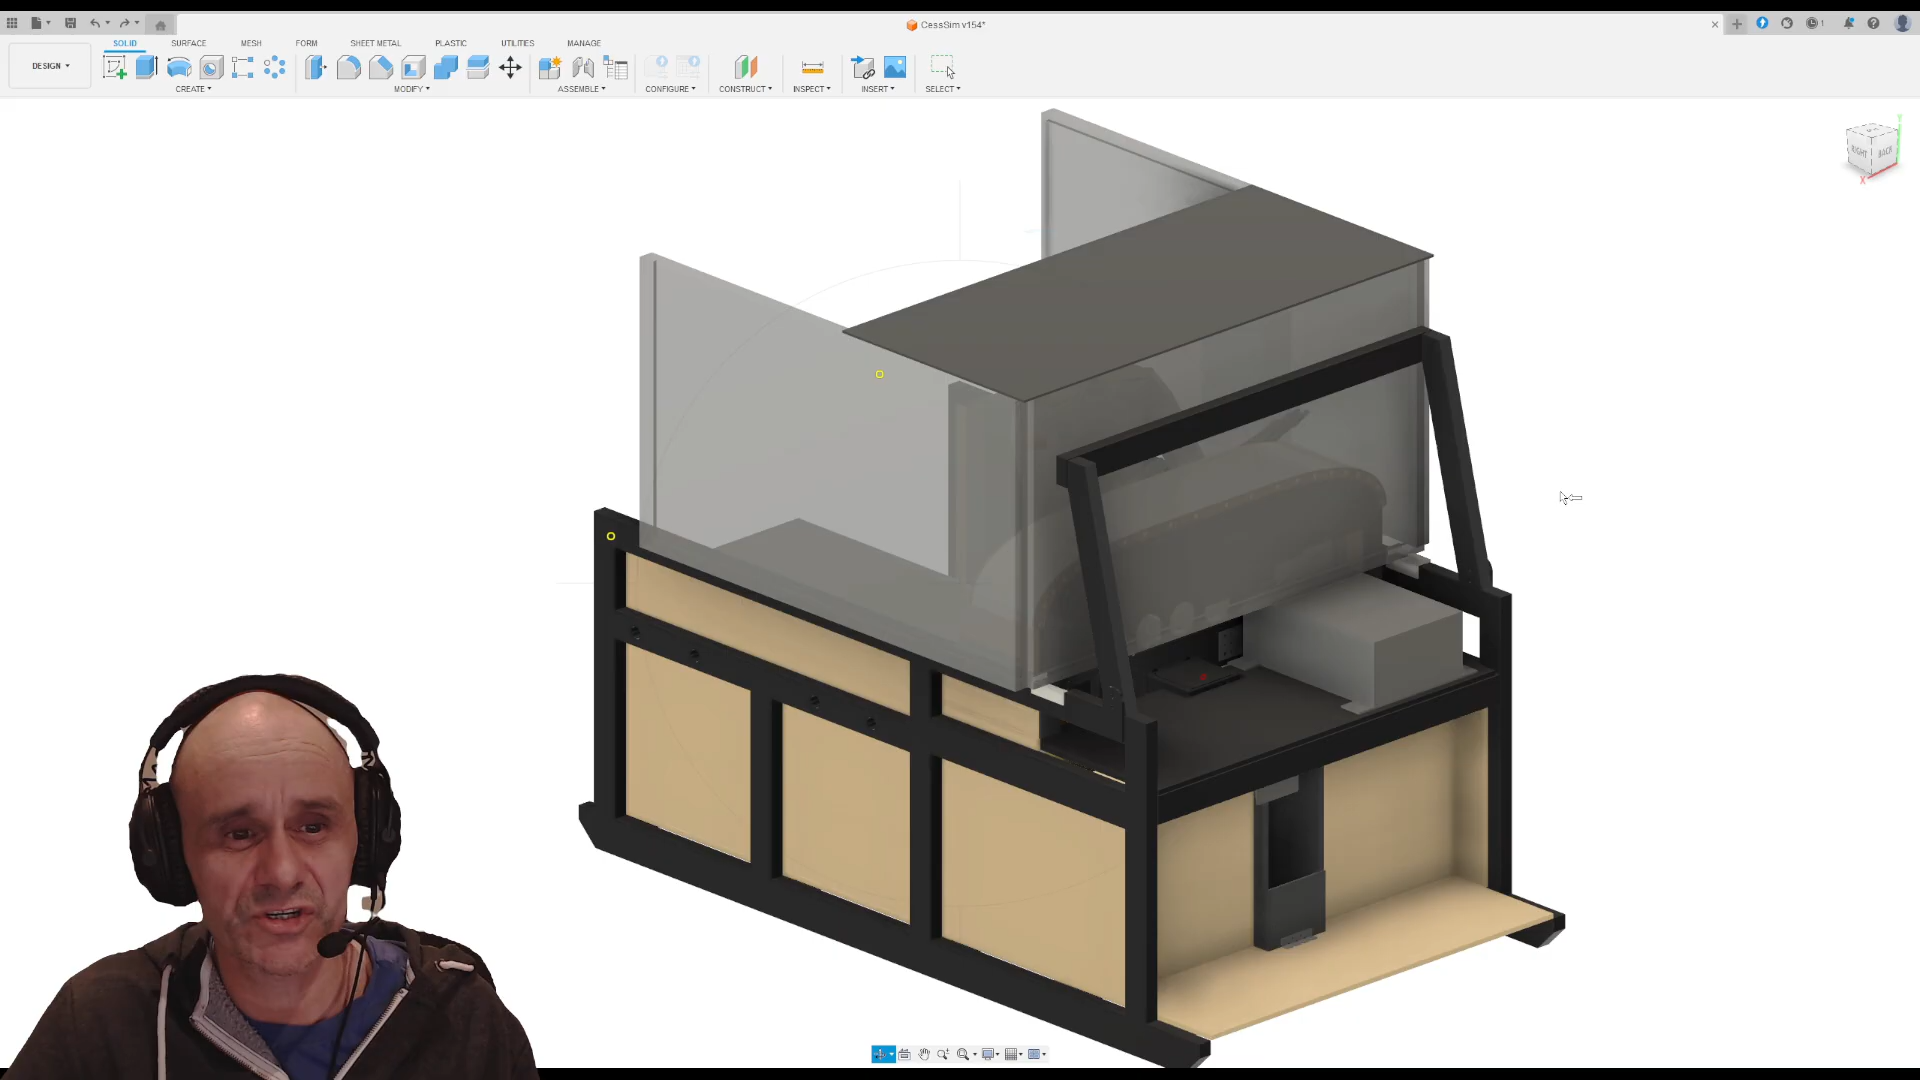 CessSim v154*
1
DESIGN
SOLID SURFACE MESH FORM SHEET METAL PLASTIC UTILITIES MANAGE
CREATE MODIFY ASSEMBLE CONFIGURE CONSTRUCT INSPECT INSERT SELECT
Y
RIGHT BACK
X